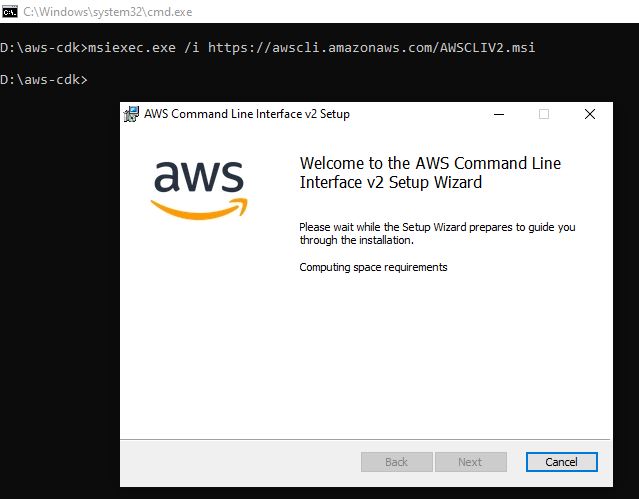 C:\Windows\system32\cmd.exe
D:\aws-cdk>msiexec.exe /i https://awscli.amazonaws.com/AWSCLIV2.msi
D:\aws-cdk>
AWS Command Line Interface v2 Setup
aws
Welcome to the AWS Command Line
Interface v2 Setup Wizard
Please wait while the Setup Wizard prepares to guide you
through the installation.
Computing space requirements
Back Next Cancel